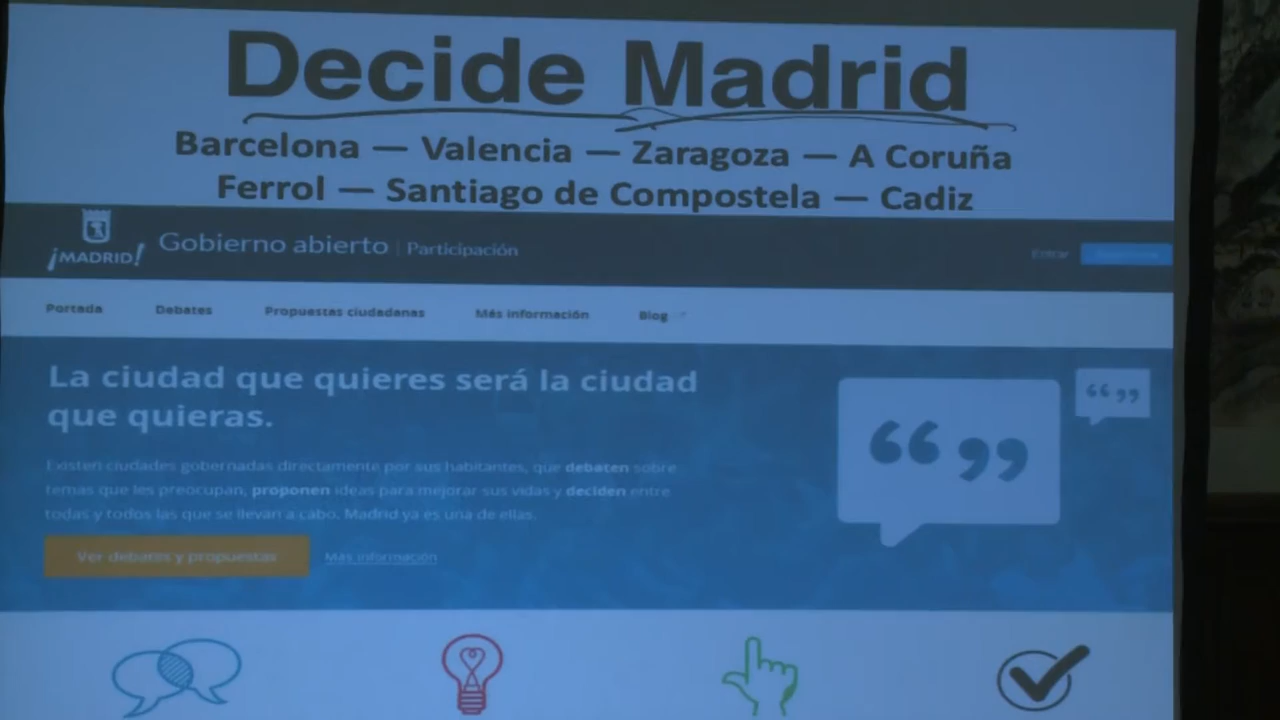 Decide Madrid
Barcelona — Valencia — Zaragoza — A Coruña
Ferrol — Santiago de Compostela — Cadiz
¡MADRID!
Gobierno abierto | Participación
Entrar
Portada
Debates
Propuestas ciudadanas
Más información
Blog
La ciudad que quieres será la ciudad
que quieras.
Existen ciudades gobernadas directamente por sus habitantes, que debaten sobre
temas que les preocupan, proponen ideas para mejorar sus vidas y deciden entre
todas y todos las que se llevan a cabo. Madrid ya es una de ellas.
Ver debates y propuestas
Más información